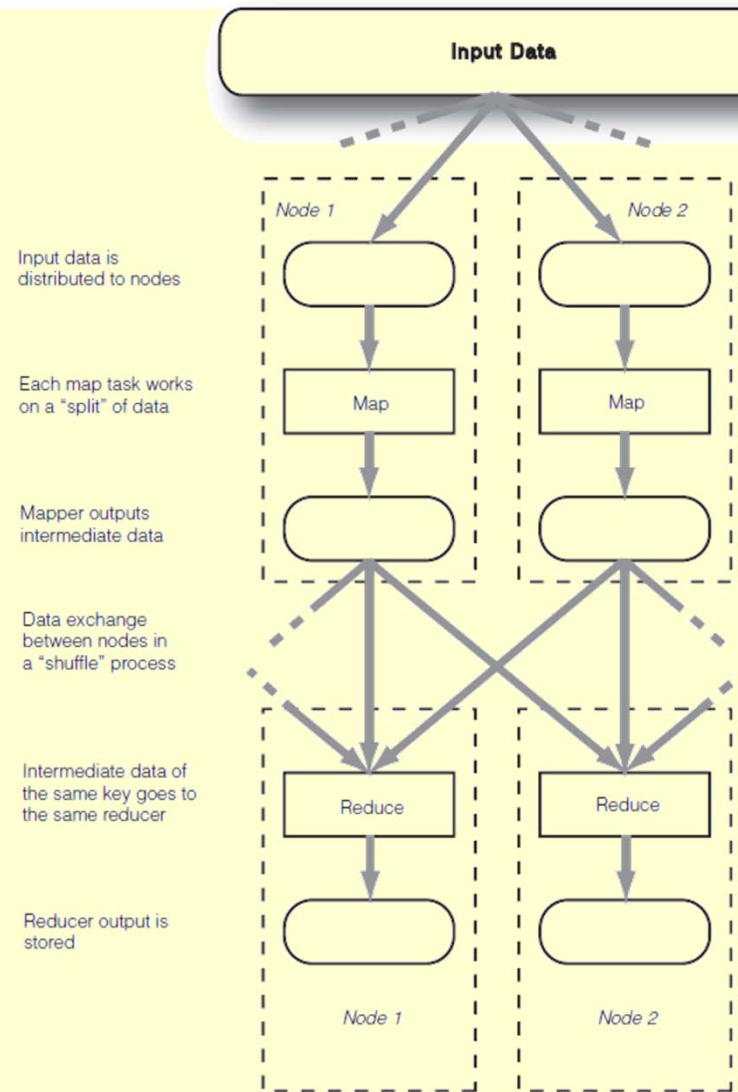 Input Data
Node 1
Node 2
Input data is
distributed to nodes
Each map task works
on a “split” of data
Map
Map
Mapper outputs
intermediate data
Data exchange
between nodes in
a “shuffle” process
Intermediate data of
the same key goes to
the same reducer
Reduce
Reduce
Reducer output is
stored
Node 1
Node 2